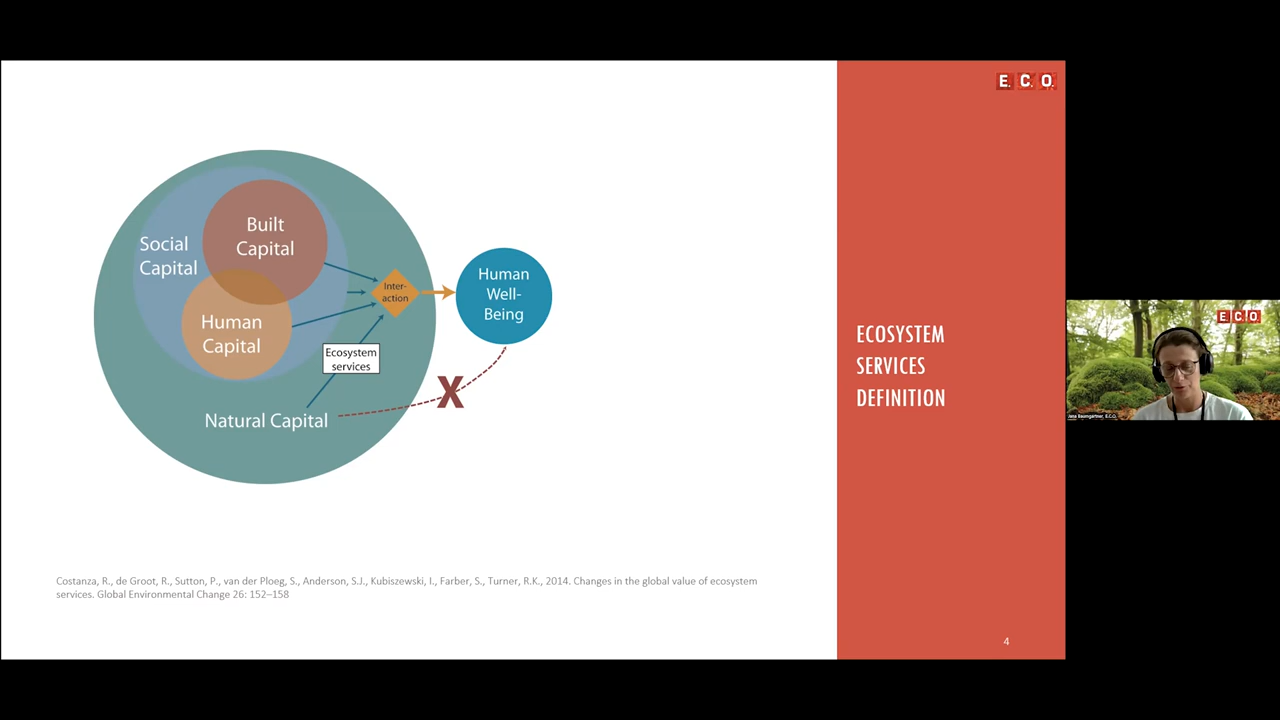 E. C. O.
Built
Capital
Social
Capital
Human
Capital
Inter-
action
Human
Well-
Being
Ecosystem
services
X
Natural Capital
Costanza, R., de Groot, R., Sutton, P., van der Ploeg, S., Anderson, S.J., Kubiszewski, I., Farber, S., Turner, R.K., 2014. Changes in the global value of ecosystem
services. Global Environmental Change 26: 152–158
ECOSYSTEM
SERVICES
DEFINITION
4
E.C.O.
Baumgartner, E.C.O.